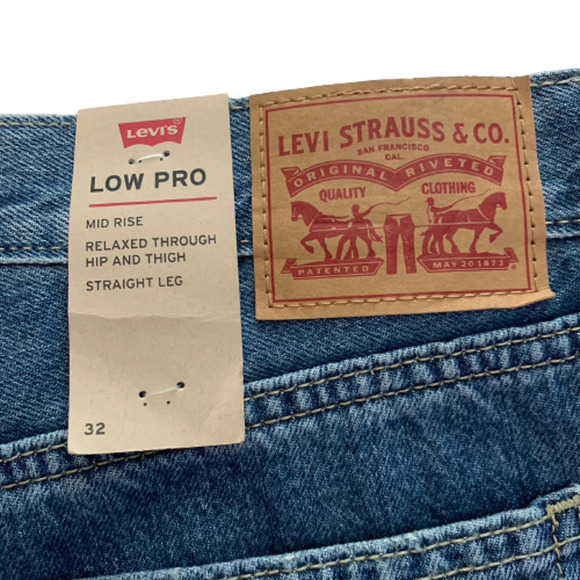 LEVI'S
LOW PRO
MID RISE
RELAXED THROUGH
HIP AND THIGH
STRAIGHT LEG
32
LEVI STRAUSS & CO.
SAN FRANCISCO
CAL.
ORIGINAL RIVETED
QUALITY CLOTHING
PATENTED MAY 20 1873